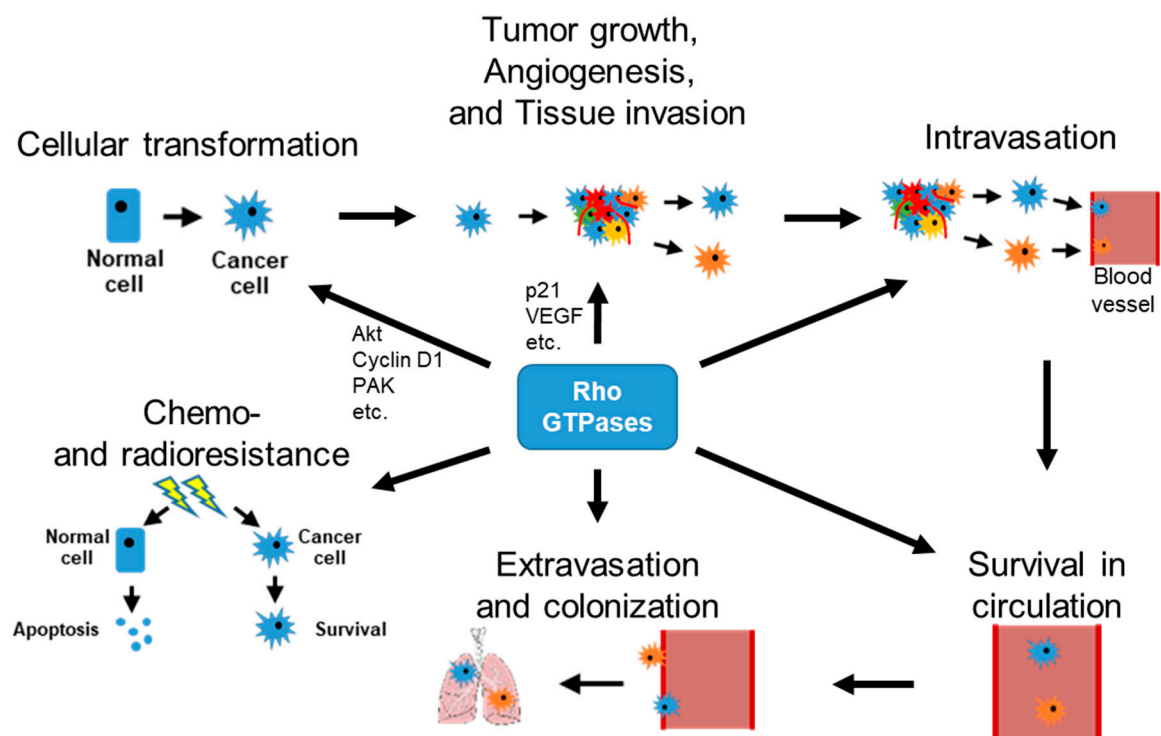 Tumor growth,
Angiogenesis,
and Tissue invasion
Cellular transformation
Intravasation
Normal
cell
Cancer
cell
Blood
vessel
p21
VEGF
etc.
Akt
Cyclin D1
PAK
etc.
Rho
GTPases
Chemo-
and radioresistance
Normal
cell
Cancer
cell
Apoptosis
Survival
Extravasation
and colonization
Survival in
circulation